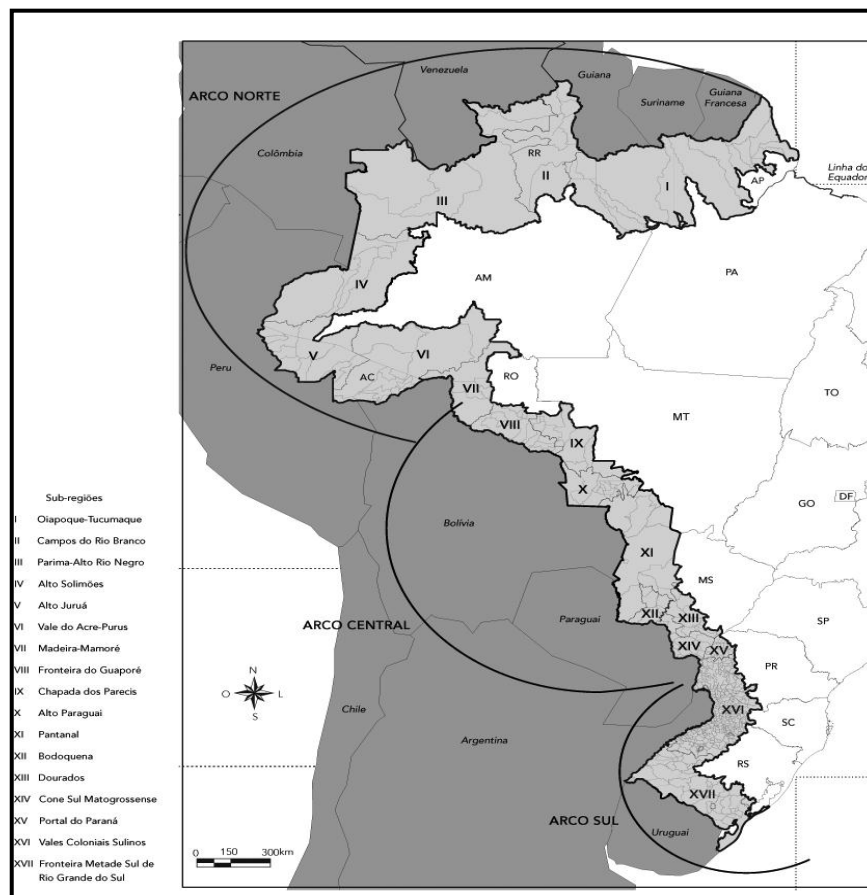 Venezuela
Guiana
Suriname
Guiana
Francesa
ARCO NORTE
Colômbia
RR
II
I
III
AP
Linha do
Equador
IV
AM
PA
Peru
V
VI
AC
VII
RO
TO
MT
VIII
IX
X
GO
DF
Bolívia
XI
MS
ARCO CENTRAL
Paraguai
XII
XIII
SP
XIV
XV
PR
XVI
SC
Chile
Argentina
RS
XVII
ARCO SUL
Uruguai
Sub-regiões
I Oiapoque-Tucumaque
II Campos do Rio Branco
III Parima-Alto Rio Negro
IV Alto Solimões
V Alto Juruá
VI Vale do Acre-Purus
VII Madeira-Mamoré
VIII Fronteira do Guaporé
IX Chapada dos Parecis
X Alto Paraguai
XI Pantanal
XII Bodoquena
XIII Dourados
XIV Cone Sul Matogrossense
XV Portal do Paraná
XVI Vales Coloniais Sulinos
XVII Fronteira Metade Sul de
Rio Grande do Sul
N
O L
S
0 150 300km